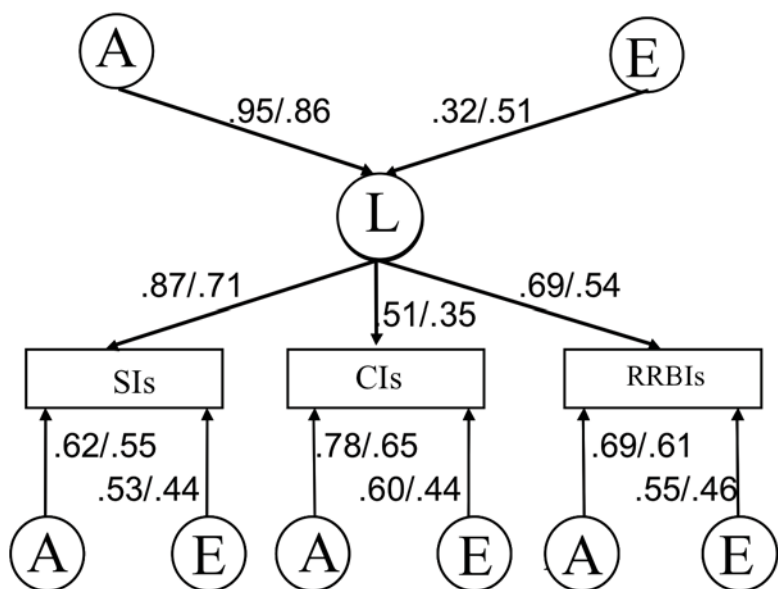 A
E
.95/.86
.32/.51
L
.87/.71
.51/.35
.69/.54
SIs
CIs
RRBIs
.62/.55
.78/.65
.69/.61
.53/.44
.60/.44
.55/.46
A
E
A
E
A
E